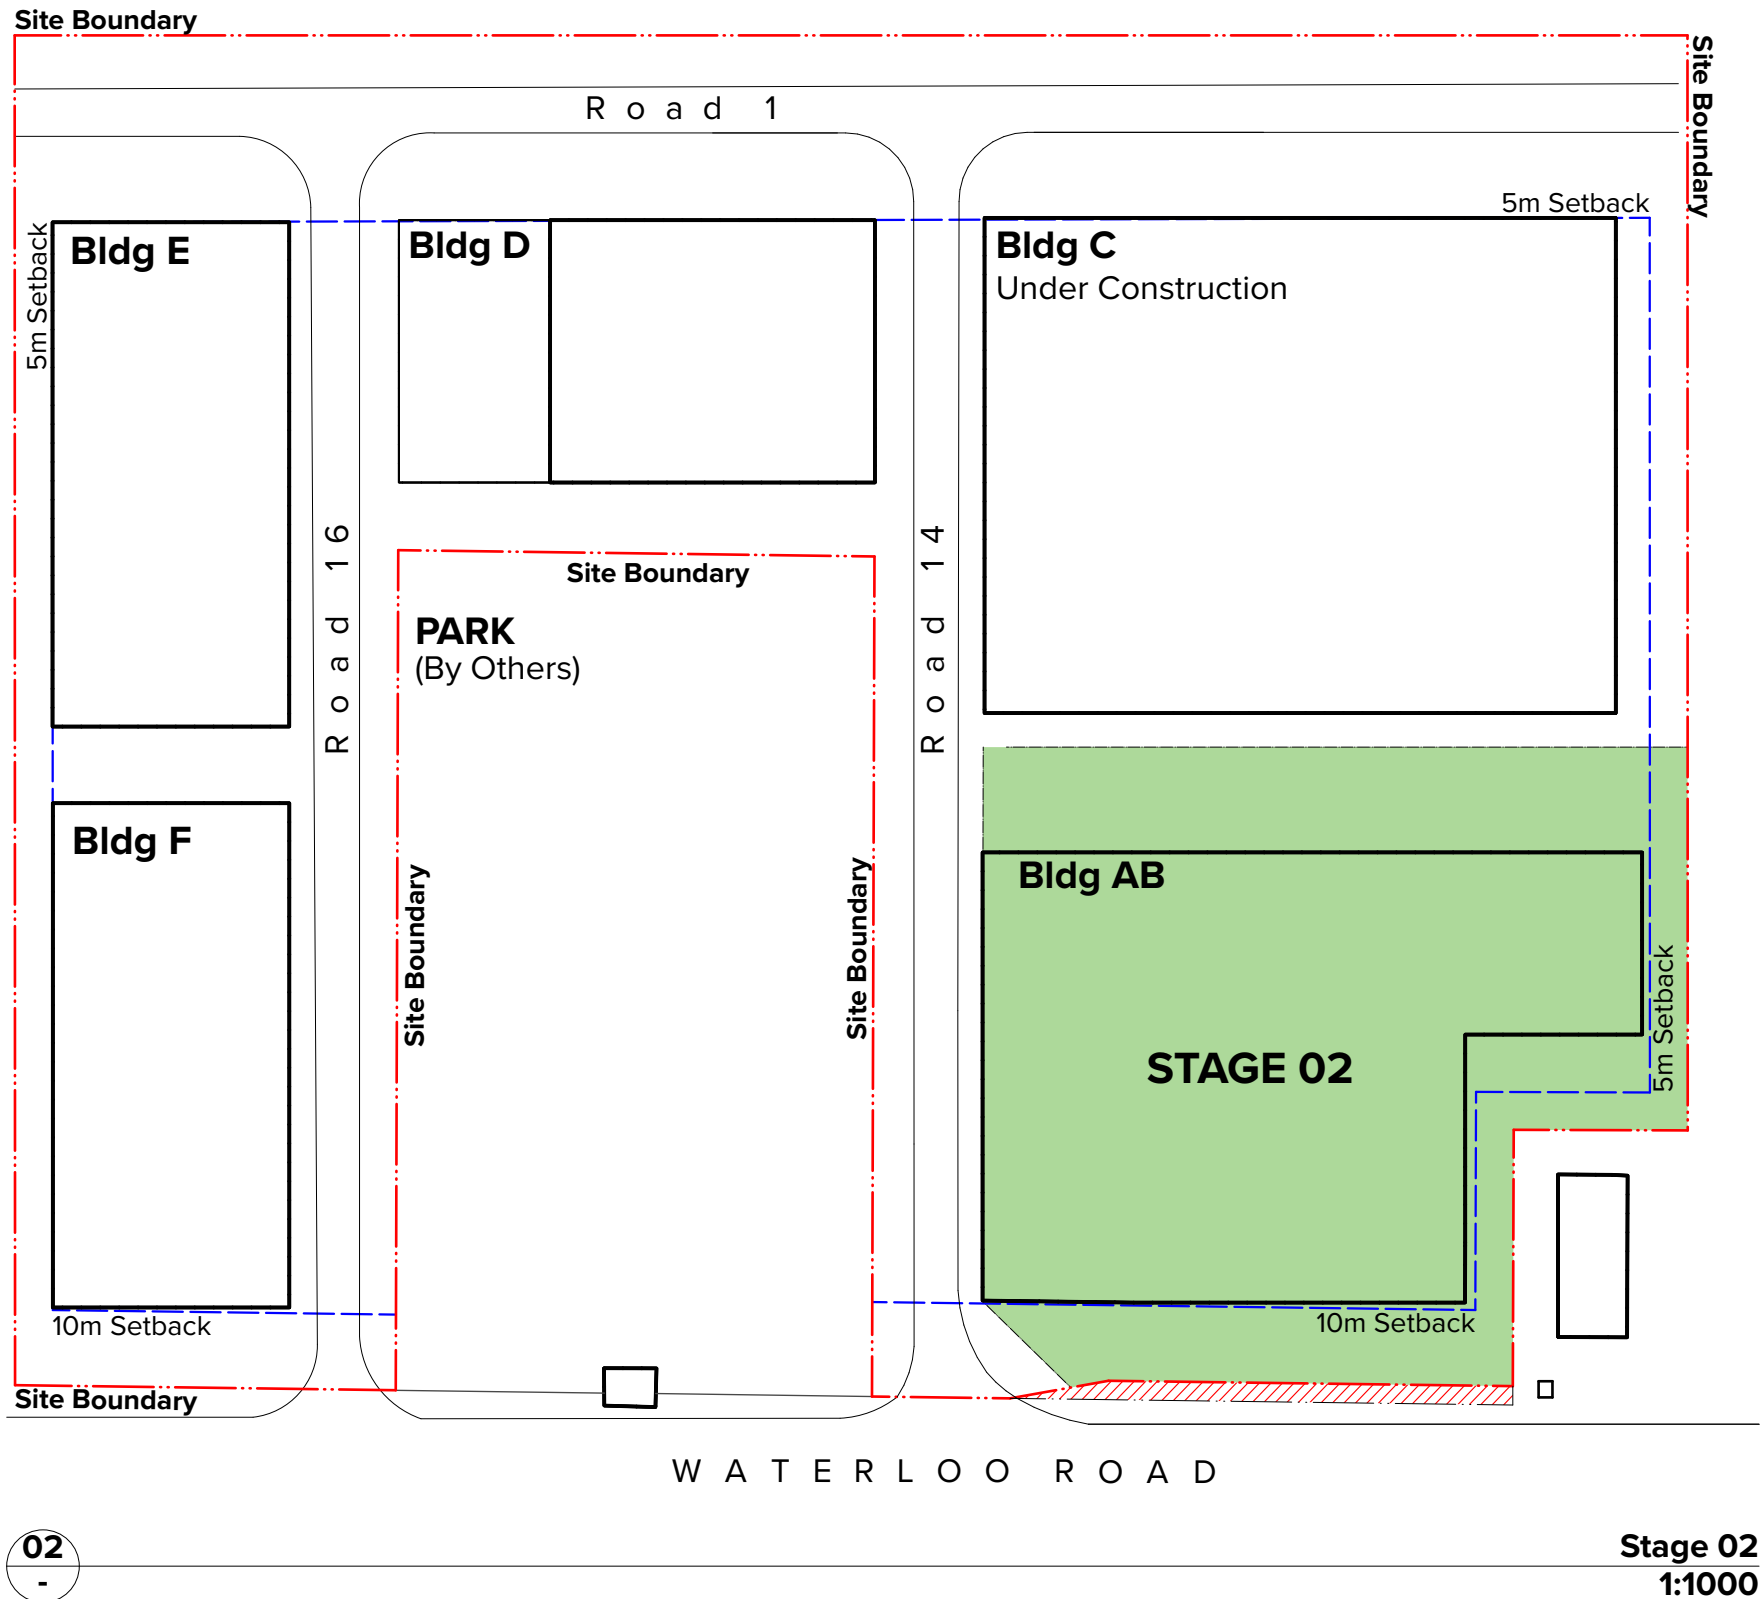 Site Boundary
Site Boundary
Road 1
5m Setback
5m Setback
Bldg E
Bldg D
Bldg C
Under Construction
Road 16
Road 14
Site Boundary
PARK
(By Others)
Bldg F
Site Boundary
Site Boundary
Bldg AB
5m Setback
STAGE 02
10m Setback
10m Setback
Site Boundary
WATERLOO ROAD
02
-
Stage 02
1:1000